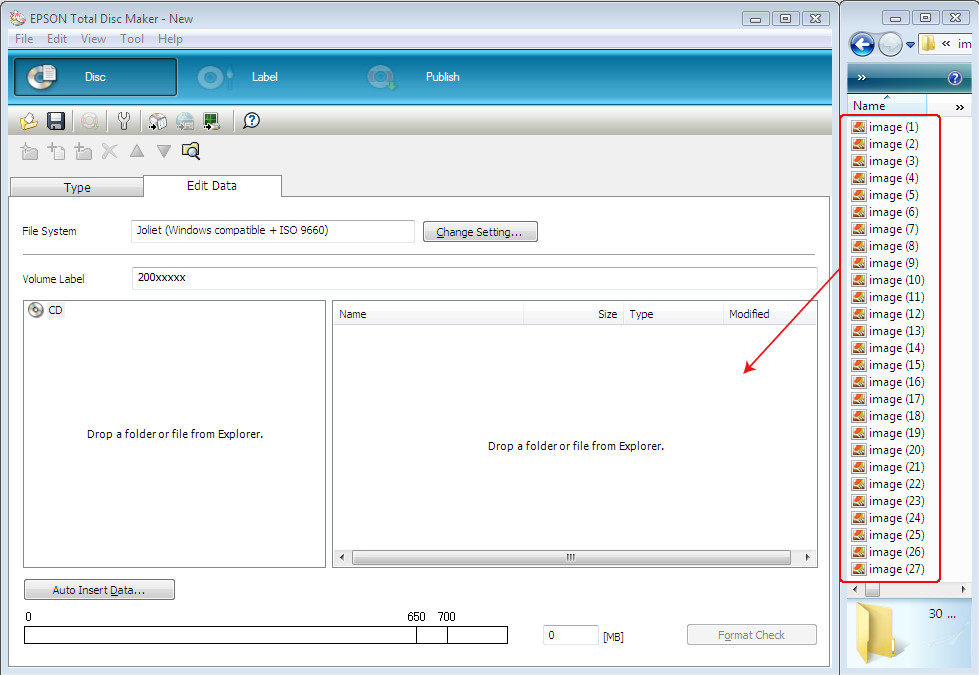 EPSON Total Disc Maker - New
File Edit View Tool Help
Disc Label Publish
Type Edit Data
File System Joliet (Windows compatible + ISO 9660) Change Setting...
Volume Label 200xxxxx
CD
Drop a folder or file from Explorer.
Name Size Type Modified
Drop a folder or file from Explorer.
Auto Insert Data...
0 650 700
0 [MB]
Format Check
« im
»
Name »
image (1)
image (2)
image (3)
image (4)
image (5)
image (6)
image (7)
image (8)
image (9)
image (10)
image (11)
image (12)
image (13)
image (14)
image (15)
image (16)
image (17)
image (18)
image (19)
image (20)
image (21)
image (22)
image (23)
image (24)
image (25)
image (26)
image (27)
30 ...